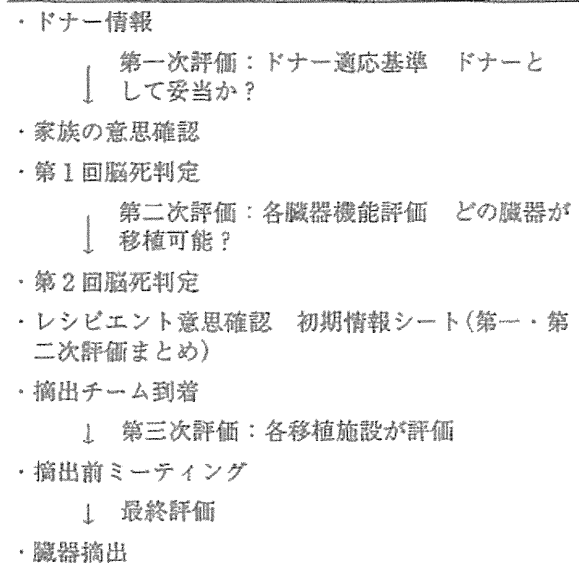 ・ドナー情報
第一次評価：ドナー適応基準　ドナーと
↓ して妥当か？
・家族の意思確認
・第1回脳死判定
第二次評価：各臓器機能評価　どの臓器が
↓ 移植可能？
・第2回脳死判定
・レシピエント意思確認　初期情報シート(第一・第
二次評価まとめ)
・摘出チーム到着
↓ 第三次評価：各移植施設が評価
・摘出前ミーティング
↓ 最終評価
・臓器摘出